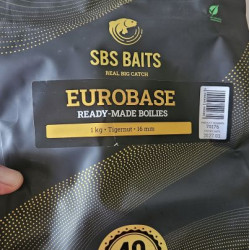 SBS BAITS
REAL BIG CATCH
EUROBASE
READY-MADE BOILIES
1 kg • Tigernut • 16 mm